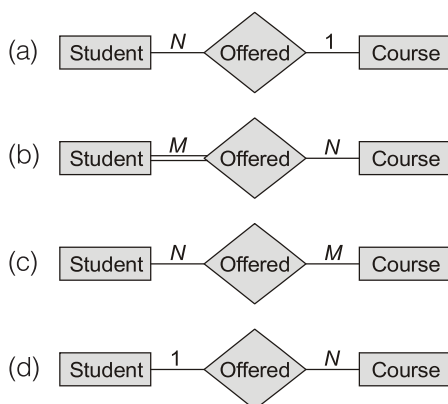 (a) Student N Offered 1 Course
(b) Student M Offered N Course
(c) Student N Offered M Course
(d) Student 1 Offered N Course